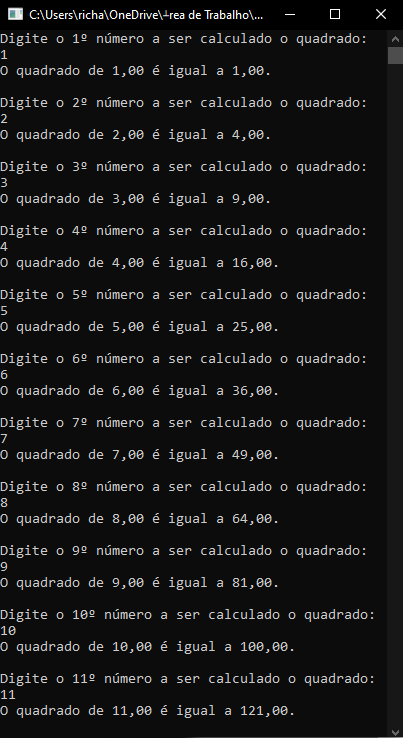 C:\Users\richa\OneDrive\┴rea de Trabalho\...
Digite o 1º número a ser calculado o quadrado:
1
O quadrado de 1,00 é igual a 1,00.
Digite o 2º número a ser calculado o quadrado:
2
O quadrado de 2,00 é igual a 4,00.
Digite o 3º número a ser calculado o quadrado:
3
O quadrado de 3,00 é igual a 9,00.
Digite o 4º número a ser calculado o quadrado:
4
O quadrado de 4,00 é igual a 16,00.
Digite o 5º número a ser calculado o quadrado:
5
O quadrado de 5,00 é igual a 25,00.
Digite o 6º número a ser calculado o quadrado:
6
O quadrado de 6,00 é igual a 36,00.
Digite o 7º número a ser calculado o quadrado:
7
O quadrado de 7,00 é igual a 49,00.
Digite o 8º número a ser calculado o quadrado:
8
O quadrado de 8,00 é igual a 64,00.
Digite o 9º número a ser calculado o quadrado:
9
O quadrado de 9,00 é igual a 81,00.
Digite o 10º número a ser calculado o quadrado:
10
O quadrado de 10,00 é igual a 100,00.
Digite o 11º número a ser calculado o quadrado:
11
O quadrado de 11,00 é igual a 121,00.